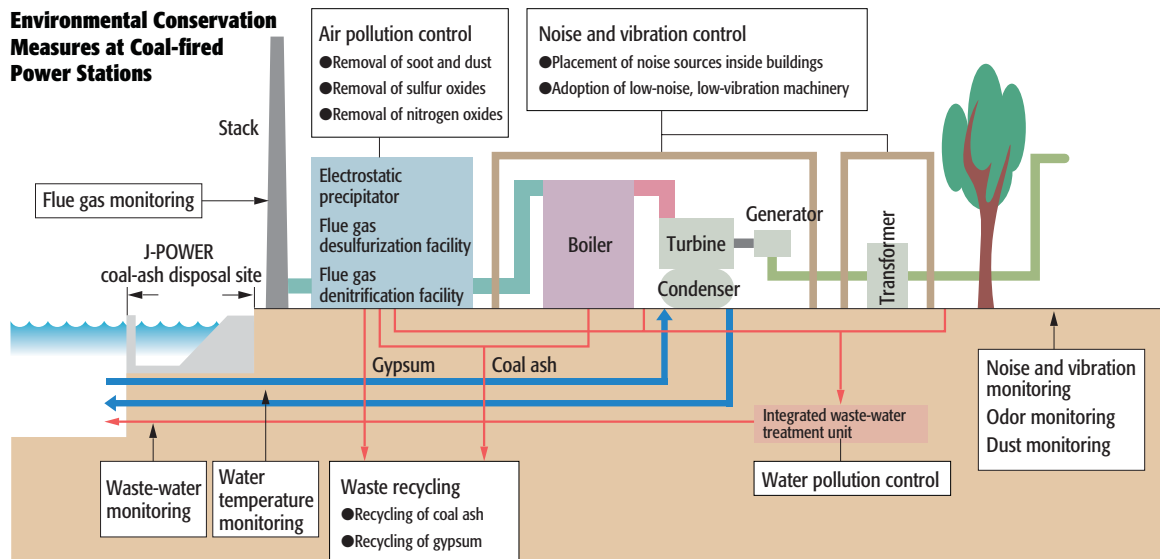 Environmental Conservation
Measures at Coal-fired
Power Stations
Air pollution control
●Removal of soot and dust
●Removal of sulfur oxides
●Removal of nitrogen oxides
Noise and vibration control
●Placement of noise sources inside buildings
●Adoption of low-noise, low-vibration machinery
Stack
Flue gas monitoring
J-POWER
coal-ash disposal site
Electrostatic
precipitator
Flue gas
desulfurization facility
Flue gas
denitrification facility
Boiler
Turbine
Condenser
Generator
Transformer
Gypsum
Coal ash
Integrated waste-water
treatment unit
Water pollution control
Noise and vibration
monitoring
Odor monitoring
Dust monitoring
Waste-water
monitoring
Water
temperature
monitoring
Waste recycling
●Recycling of coal ash
●Recycling of gypsum